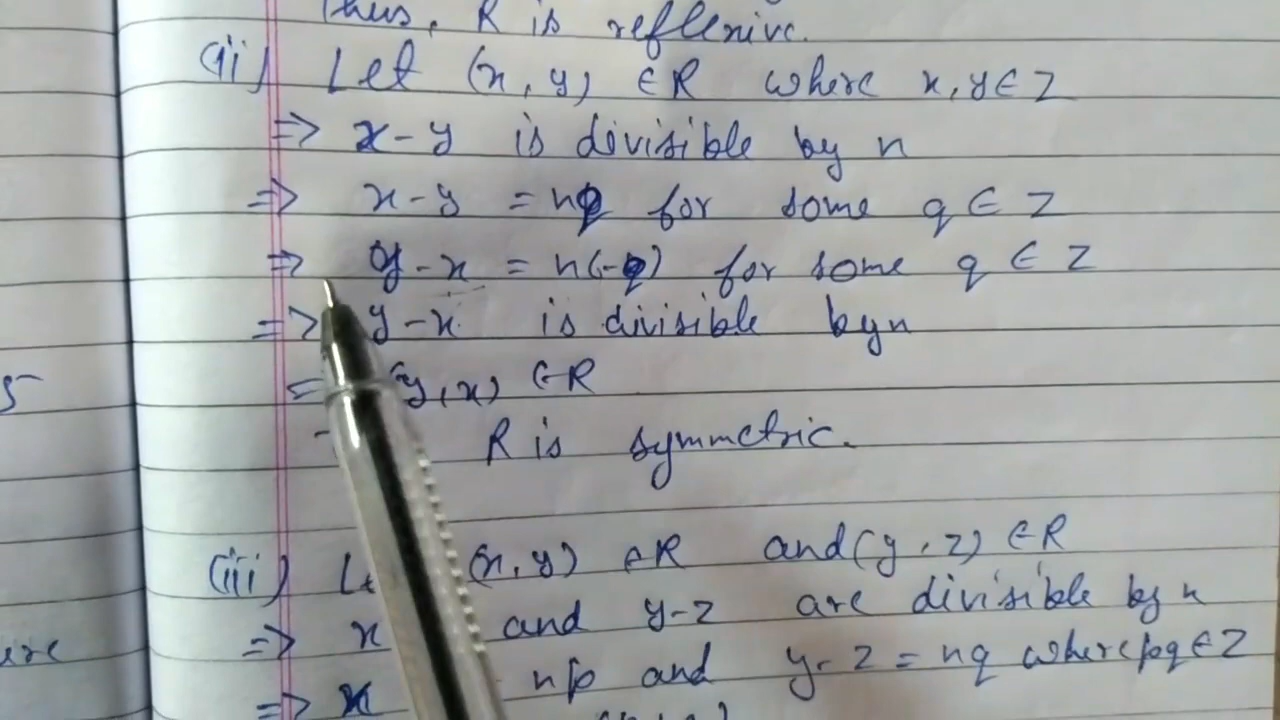 Thus, R is reflexive.
(ii) Let (x, y) ∈ R where x, y ∈ Z
=> x-y is divisible by n
=> x-y = nq for some q ∈ Z
=> y-x = n(-q) for some q ∈ Z
=> y-x is divisible by n
(y, x) ∈ R
R is symmetric.
5
(iii) (x, y) ∈ R and (y, z) ∈ R
=> x and y-z are divisible by n
=> x np and y-z = nq where p,q ∈ Z